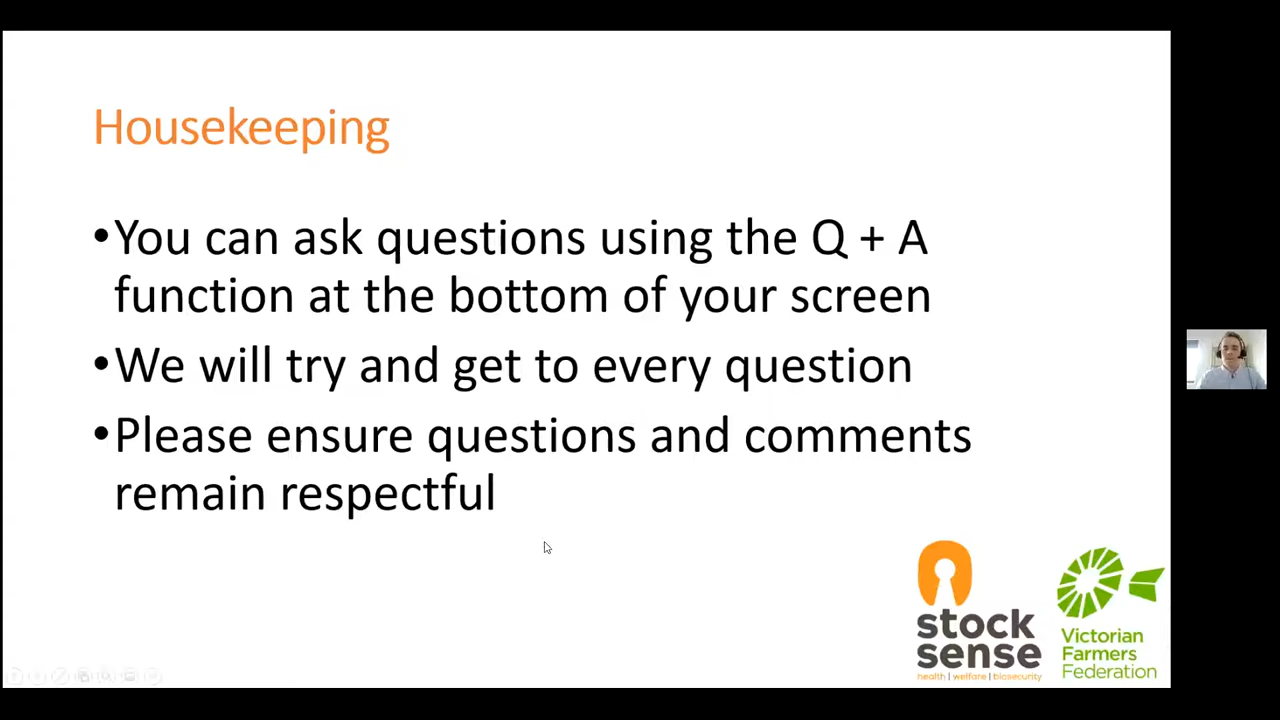 Housekeeping
•You can ask questions using the Q + A
function at the bottom of your screen
•We will try and get to every question
•Please ensure questions and comments
remain respectful
stock
sense
health | welfare | biosecurity
Victorian
Farmers
Federation